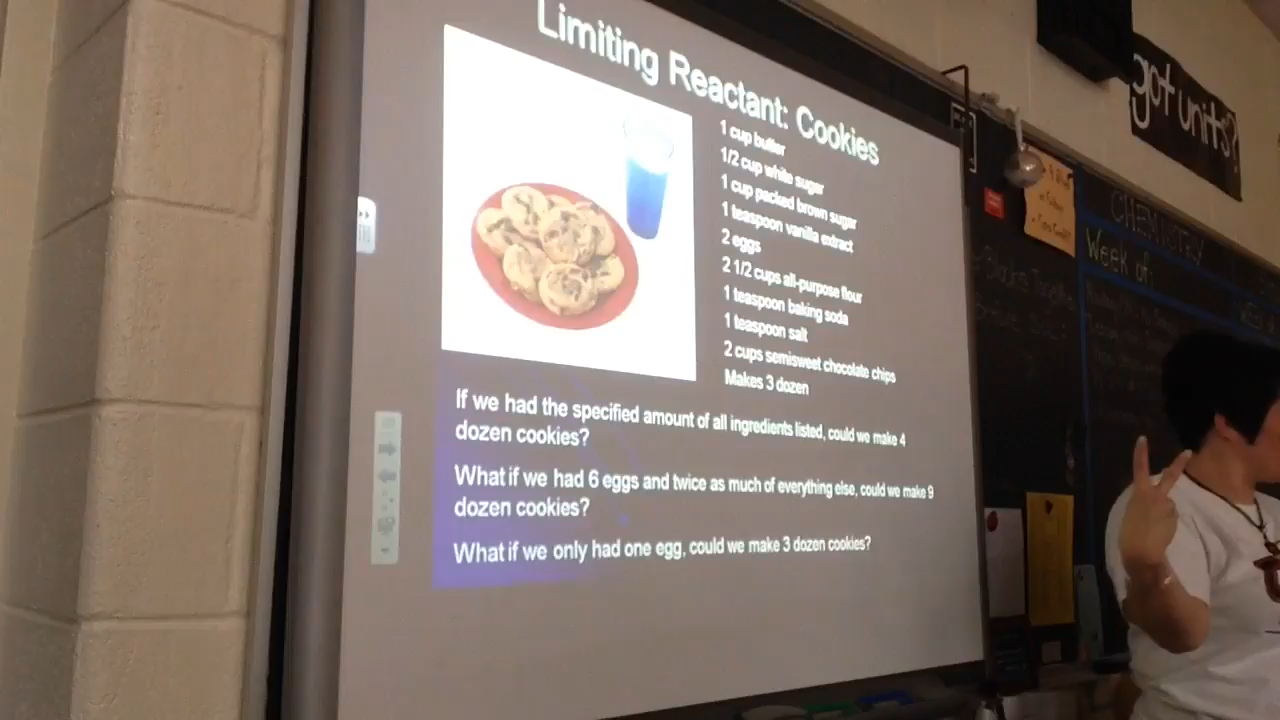 Limiting Reactant: Cookies
1 cup butter
1/2 cup white sugar
1 cup packed brown sugar
1 teaspoon vanilla extract
2 eggs
2 1/2 cups all-purpose flour
1 teaspoon baking soda
1 teaspoon salt
2 cups semisweet chocolate chips
Makes 3 dozen
If we had the specified amount of all ingredients listed, could we make 4
dozen cookies?
What if we had 6 eggs and twice as much of everything else, could we make 9
dozen cookies?
What if we only had one egg, could we make 3 dozen cookies?
got units?
CHEMISTRY
Week of: